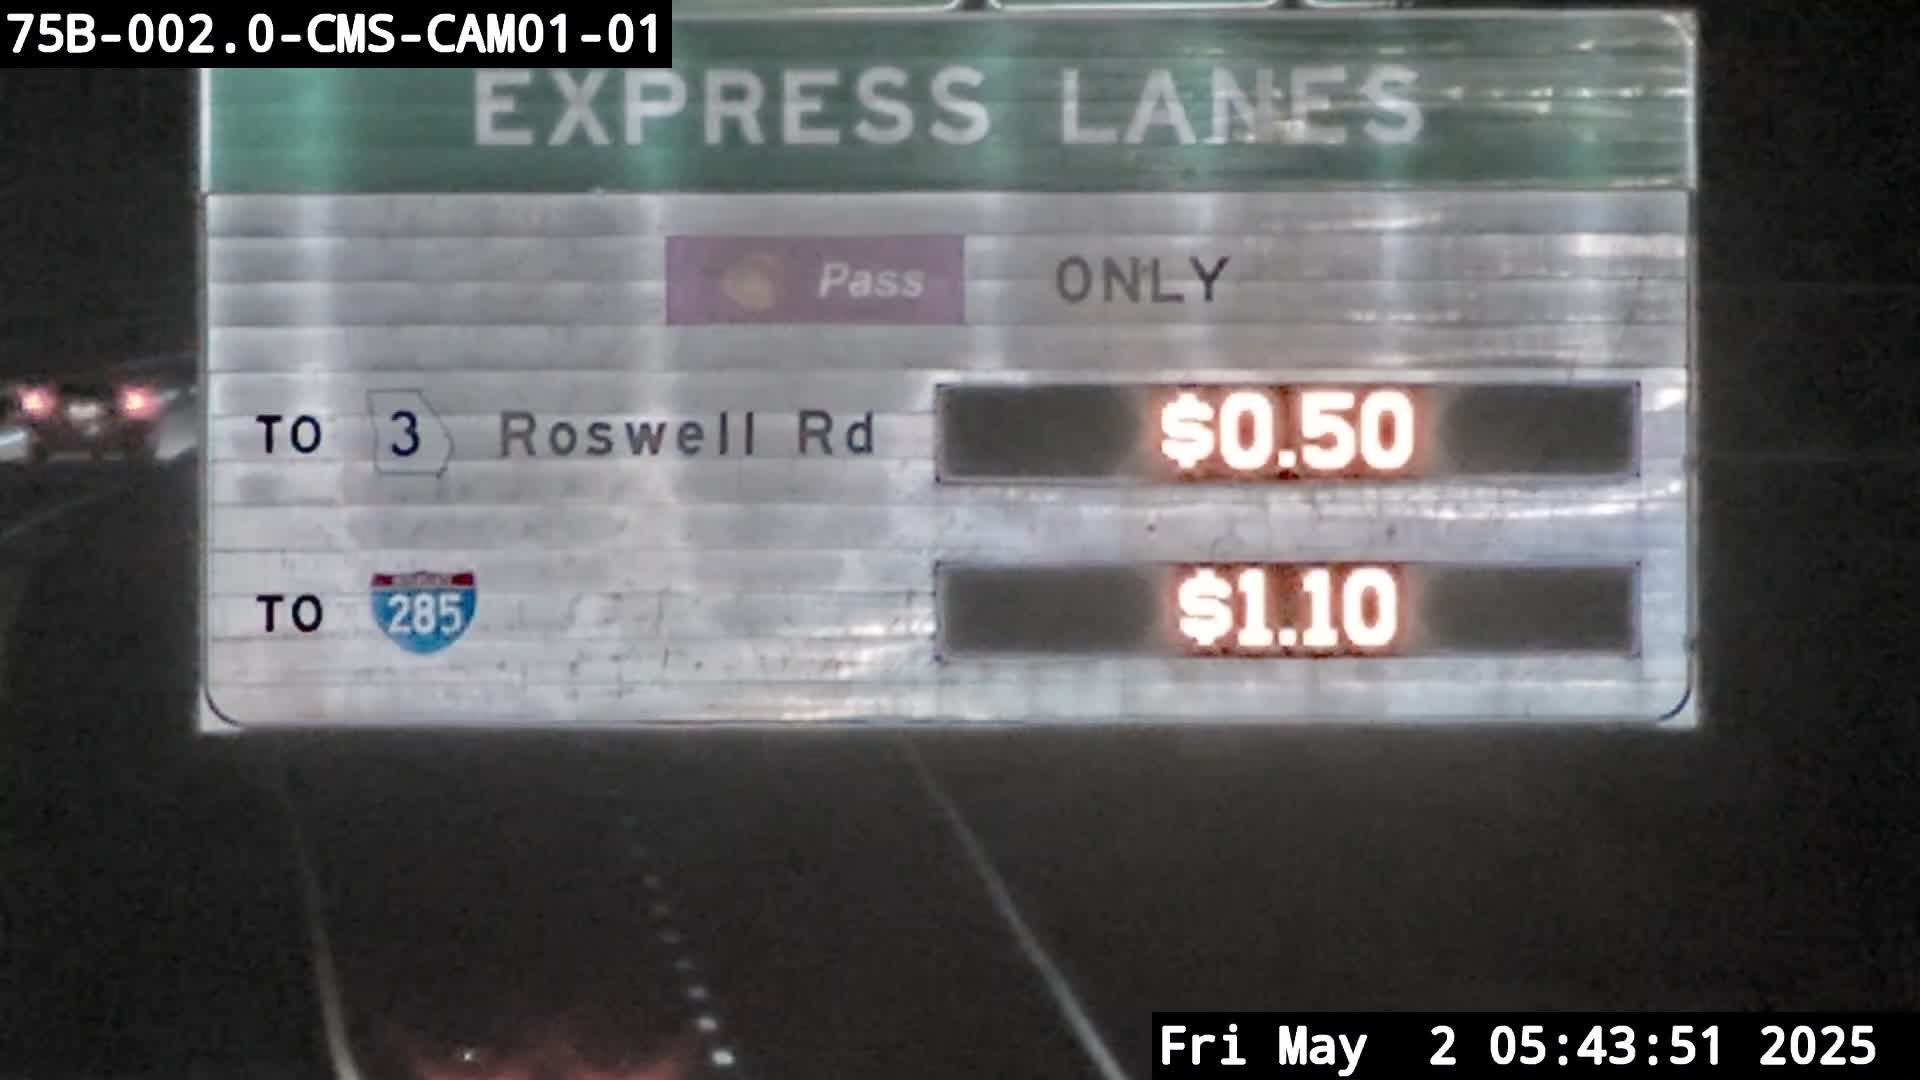 75B-002.0-CMS-CAM01-01
EXPRESS LANES
Pass ONLY
TO 3 Roswell Rd $0.50
TO 285 $1.10
Fri May 2 05:43:51 2025